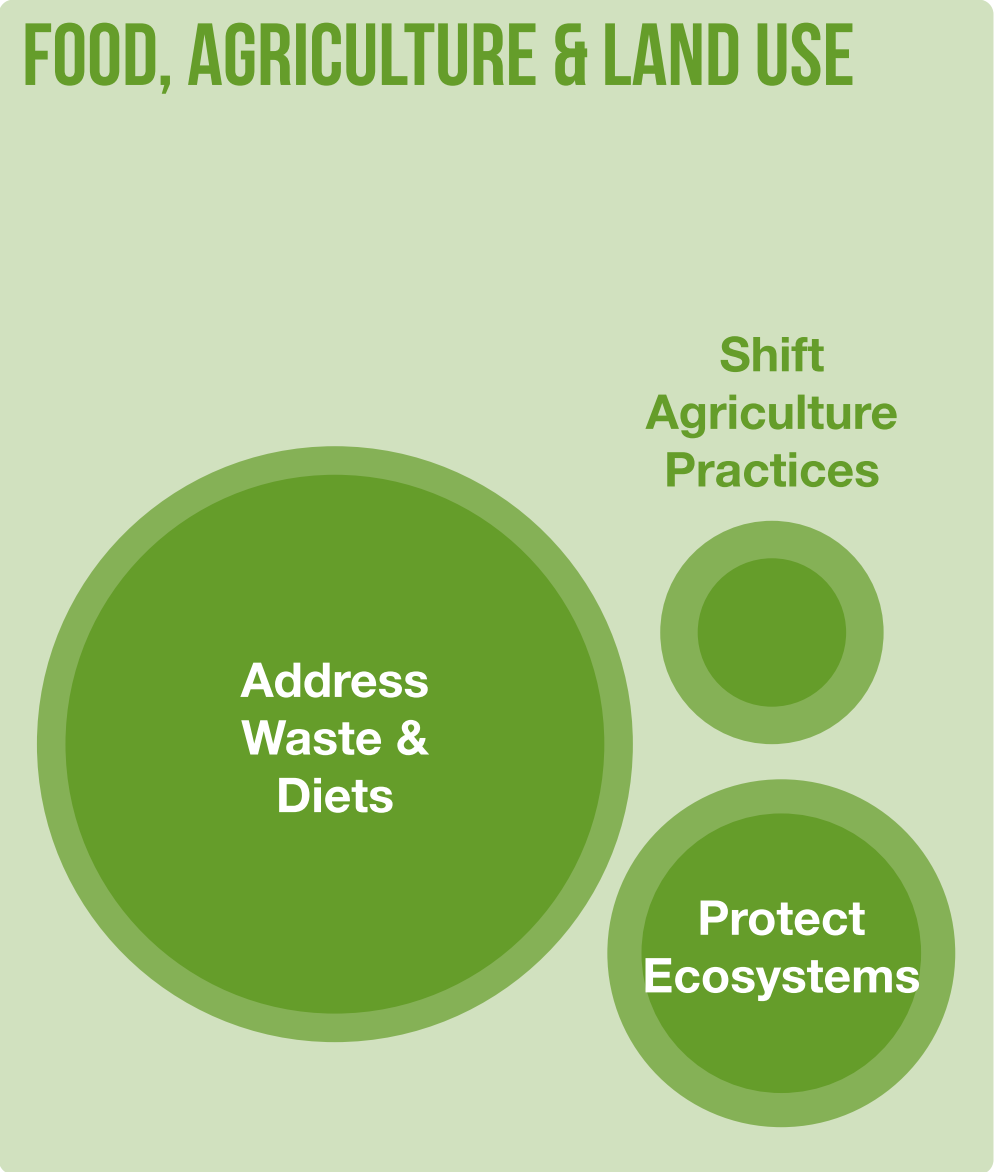 FOOD, AGRICULTURE & LAND USE
Shift
Agriculture
Practices
Address
Waste &
Diets
Protect
Ecosystems